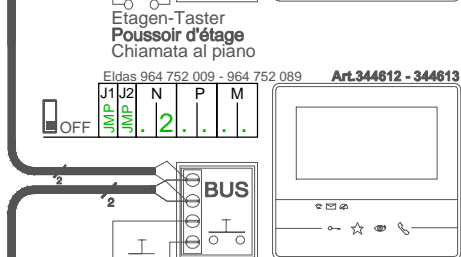 Etagen-Taster
Poussoir d'étage
Chiamata al piano
Eldas 964 752 009 - 964 752 089
Art.344612 - 344613
J1 J2 N P M
OFF JMP JMP . 2 . . . .
2
2
BUS